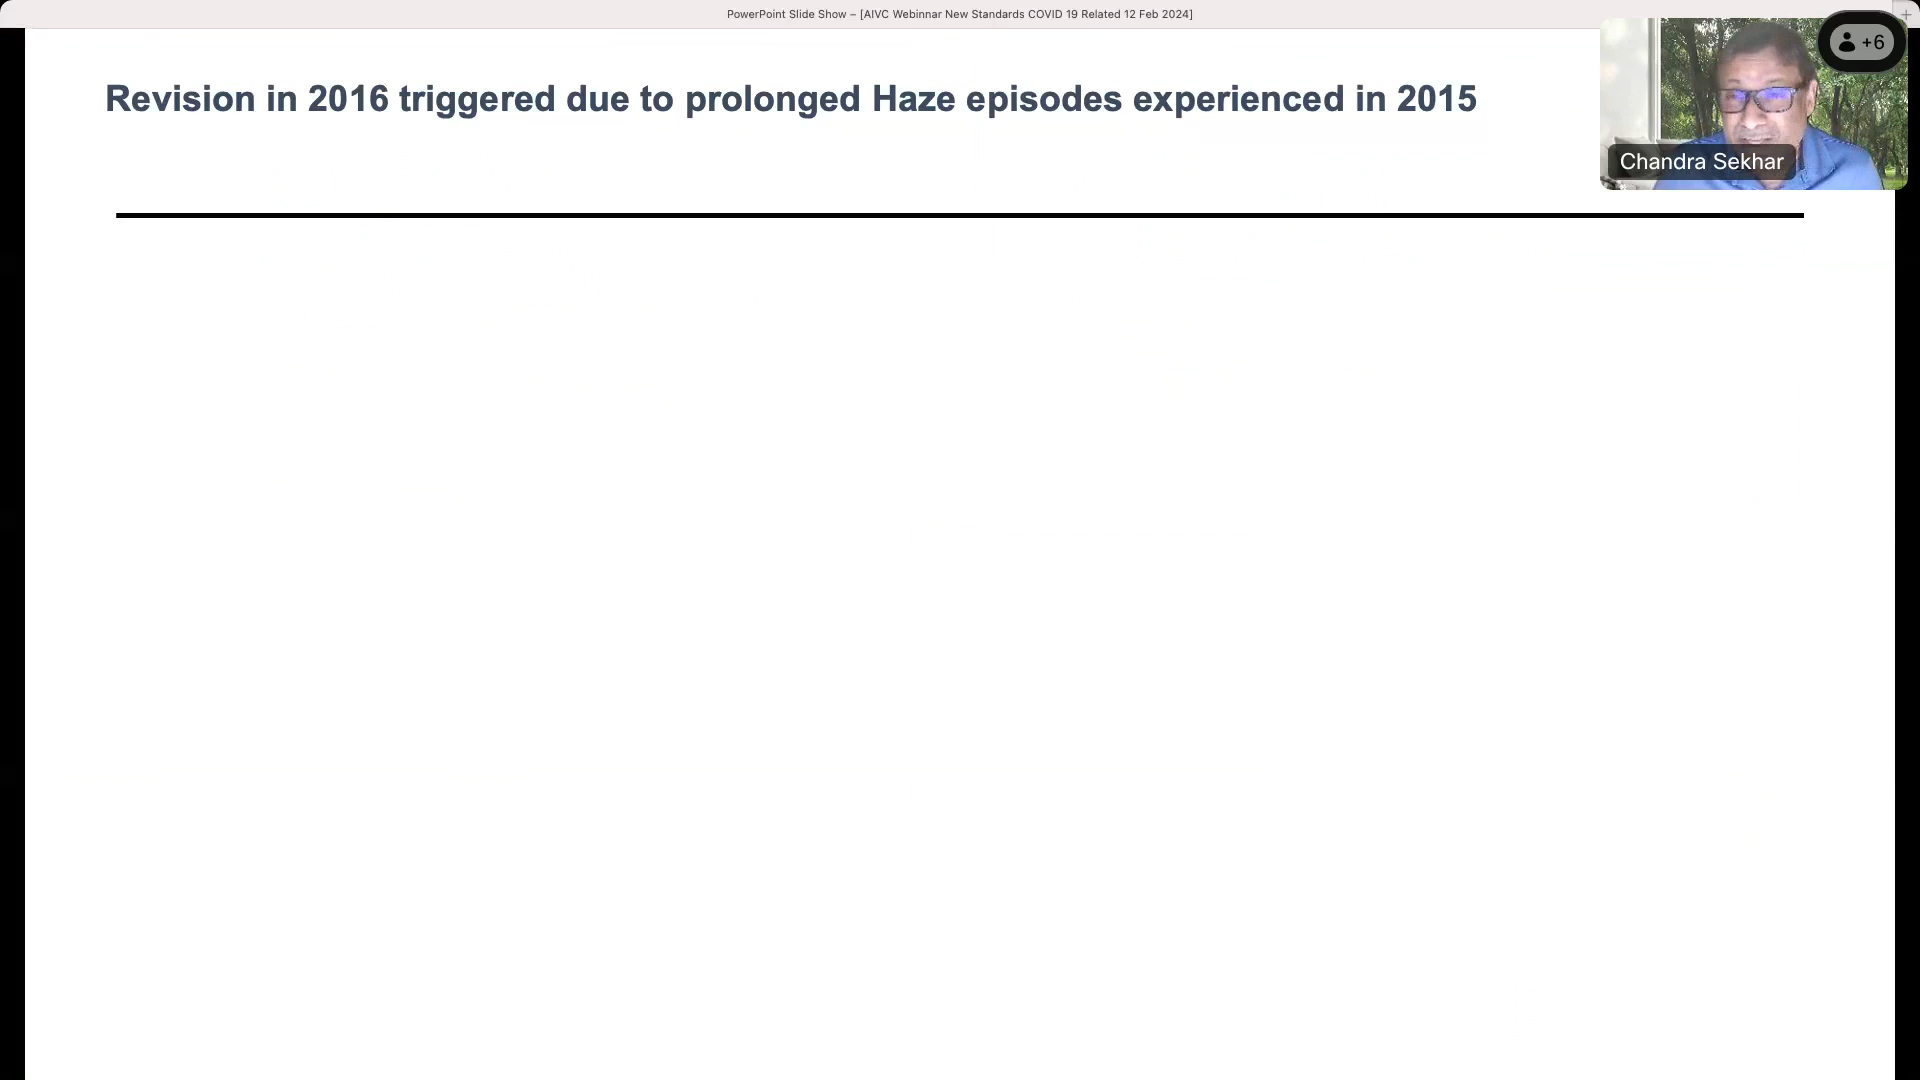 PowerPoint Slide Show – [AIVC Webinnar New Standards COVID 19 Related 12 Feb 2024]
+6
Revision in 2016 triggered due to prolonged Haze episodes experienced in 2015
Chandra Sekhar